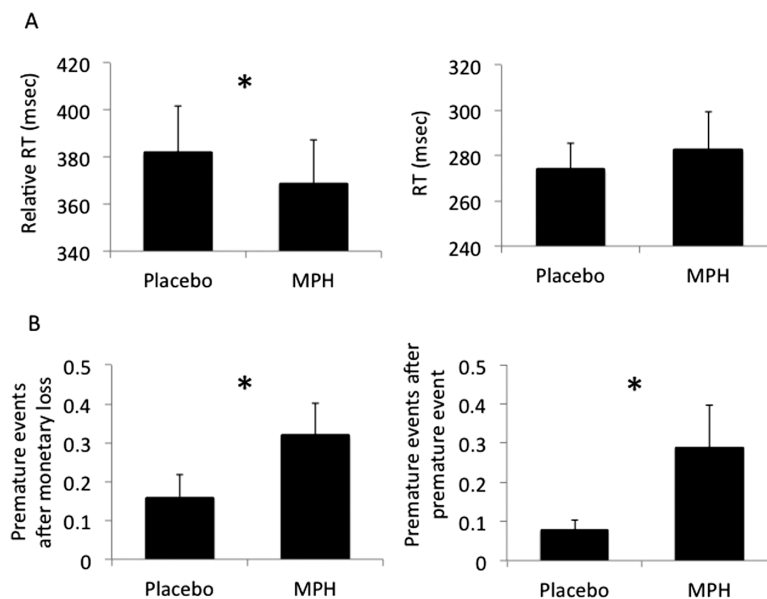 A
Relative RT (msec)
420
400
380
360
340
*
Placebo
MPH
RT (msec)
320
300
280
260
240
Placebo
MPH
B
Premature events
after monetary loss
0.5
0.4
0.3
0.2
0.1
0
*
Placebo
MPH
Premature events after
premature event
0.5
0.4
0.3
0.2
0.1
0
*
Placebo
MPH